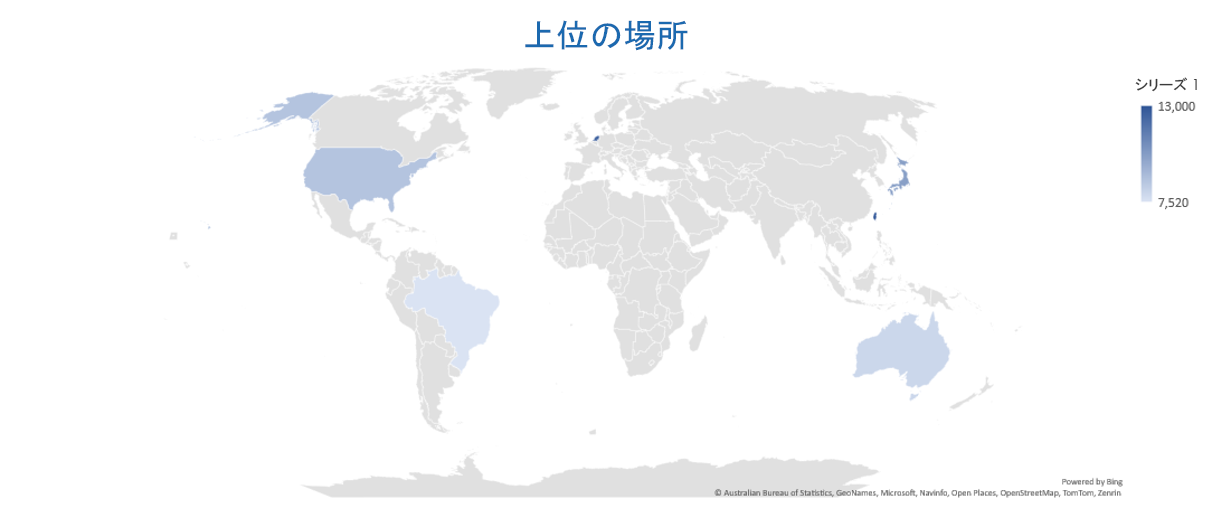 上位の場所
シリーズ 1
13,000
7,520
Powered by Bing
© Australian Bureau of Statistics, GeoNames, Microsoft, Navinfo, Open Places, OpenStreetMap, TomTom, Zenrin